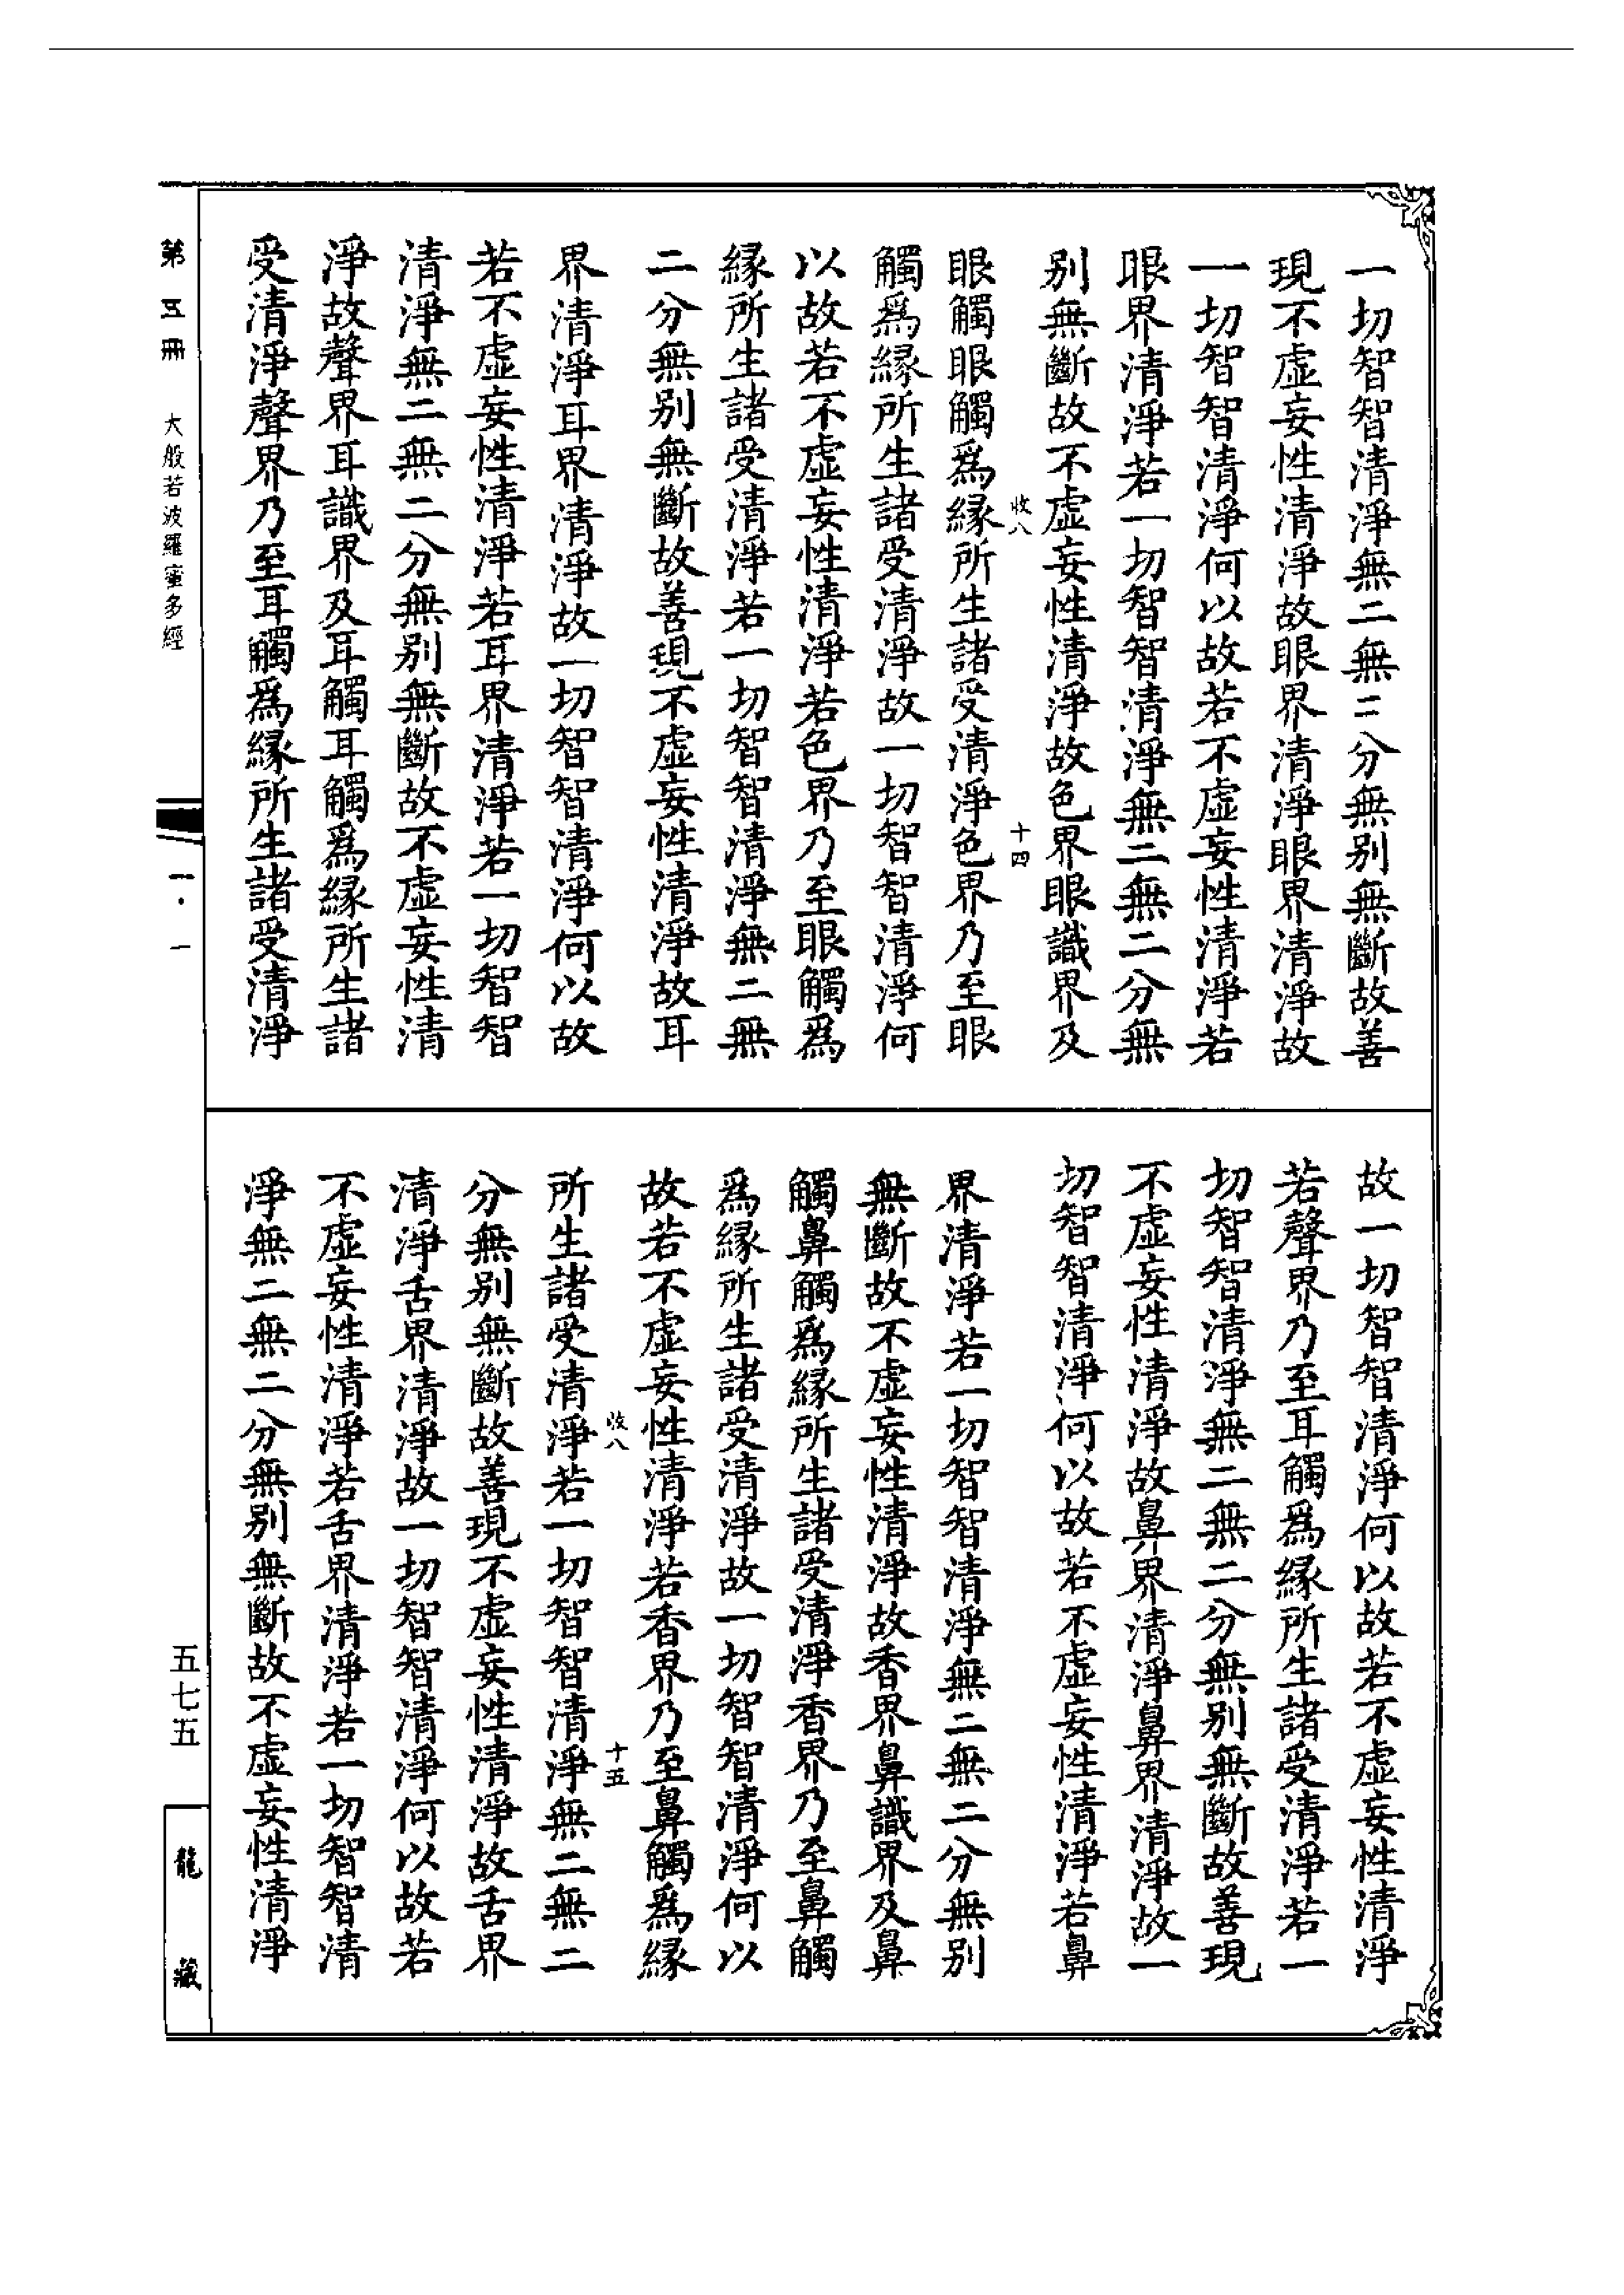 一切智智清淨無二無二分無別無斷故善
現不虛妄性清淨故眼界清淨眼界清淨故
一切智智清淨何以故若不虛妄性清淨若
眼界清淨若一切智智清淨無二無二分無
別無斷故不虛妄性清淨故色界眼識界及
收八
十四
眼觸眼觸爲緣所生諸受清淨色界乃至眼
觸爲緣所生諸受清淨故一切智智清淨何
以故若不虛妄性清淨若色界乃至眼觸爲
緣所生諸受清淨若一切智智清淨無二無
二分無別無斷故善現不虛妄性清淨故耳
界清淨耳界清淨故一切智智清淨何以故
若不虛妄性清淨若耳界清淨若一切智智
清淨無二無二分無別無斷故不虛妄性清
淨故聲界耳識界及耳觸耳觸爲緣所生諸
受清淨聲界乃至耳觸爲緣所生諸受清淨
故一切智智清淨何以故若不虛妄性清淨
若聲界乃至耳觸爲緣所生諸受清淨若一
切智智清淨無二無二分無別無斷故善現
不虛妄性清淨故鼻界清淨鼻界清淨故一
切智智清淨何以故若不虛妄性清淨若鼻
界清淨若一切智智清淨無二無二分無別
無斷故不虛妄性清淨故香界鼻識界及鼻
觸鼻觸爲緣所生諸受清淨香界乃至鼻觸
爲緣所生諸受清淨故一切智智清淨何以
故若不虛妄性清淨若香界乃至鼻觸爲緣
收八
十五
所生諸受清淨若一切智智清淨無二無二
分無別無斷故善現不虛妄性清淨故舌界
清淨舌界清淨故一切智智清淨何以故若
不虛妄性清淨若舌界清淨若一切智智清
淨無二無二分無別無斷故不虛妄性清淨
第五冊 大般若波羅蜜多經 一·一
五七五
龍藏